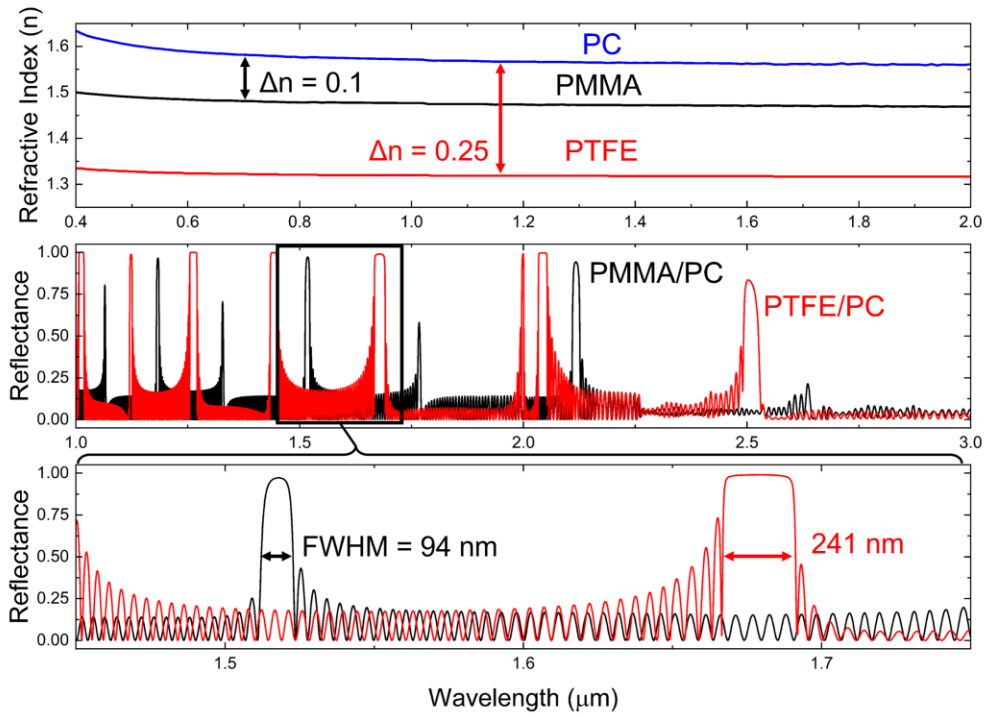 Refractive Index (n)
1.6
1.5
1.4
1.3
PC
Δn = 0.1
PMMA
Δn = 0.25
PTFE
0.4 0.6 0.8 1.0 1.2 1.4 1.6 1.8 2.0
Reflectance
1.00
0.75
0.50
0.25
0.00
PMMA/PC
PTFE/PC
1.0 1.5 2.0 2.5 3.0
Reflectance
1.00
0.75
0.50
0.25
0.00
FWHM = 94 nm
241 nm
1.5 1.6 1.7
Wavelength (μm)